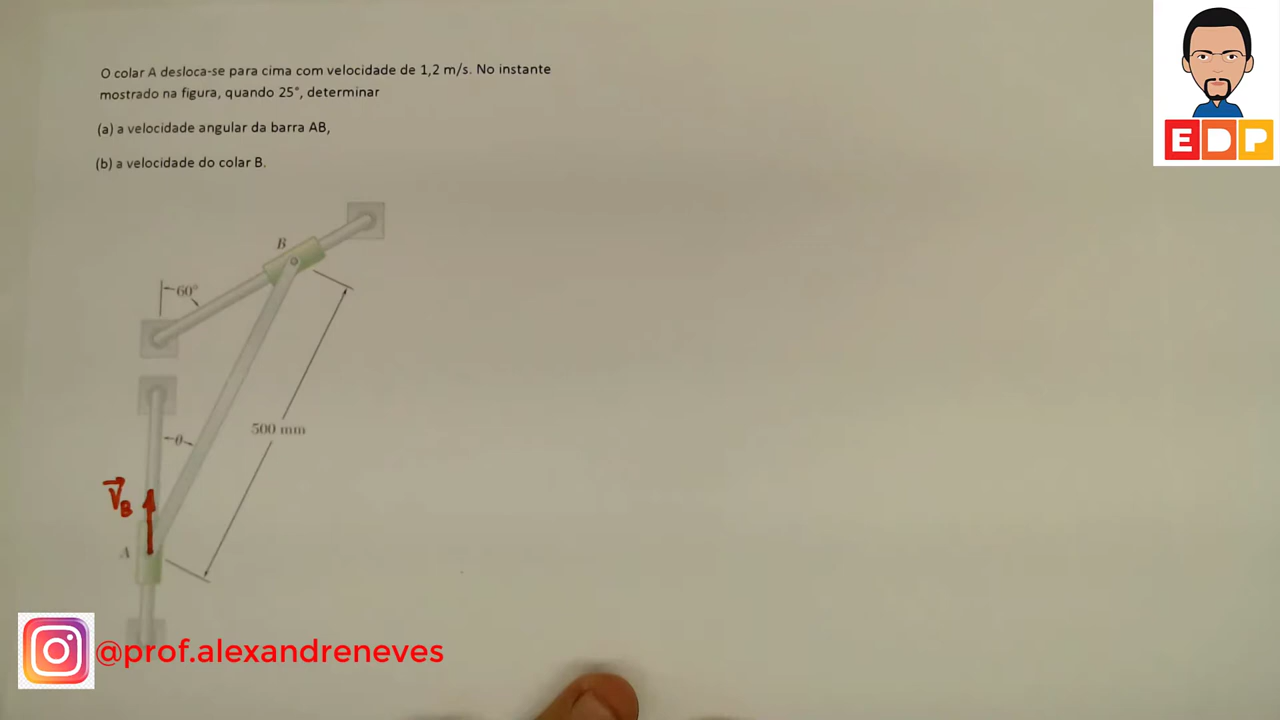 O colar A desloca-se para cima com velocidade de 1,2 m/s. No instante
mostrado na figura, quando 25°, determinar
(a) a velocidade angular da barra AB,
(b) a velocidade do colar B.
EDP
B
60°
θ
500 mm
V⃗B
A
@prof.alexandreneves